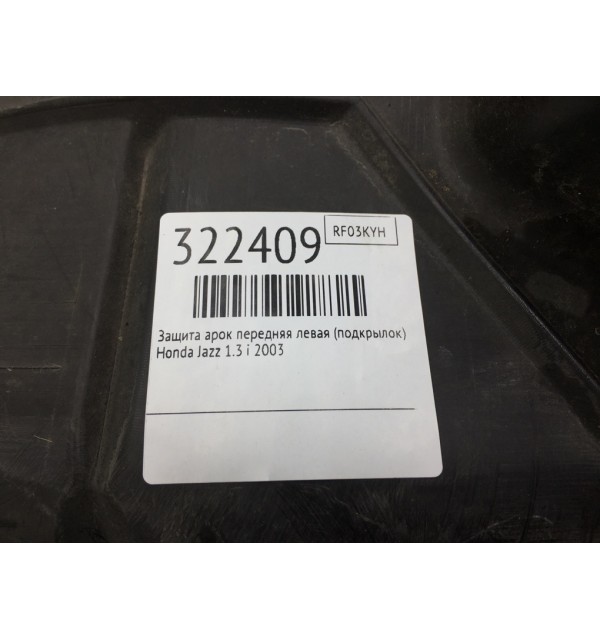 322409
RF03KYH
Защита арок передняя левая (подкрылок)
Honda Jazz 1.3 i 2003